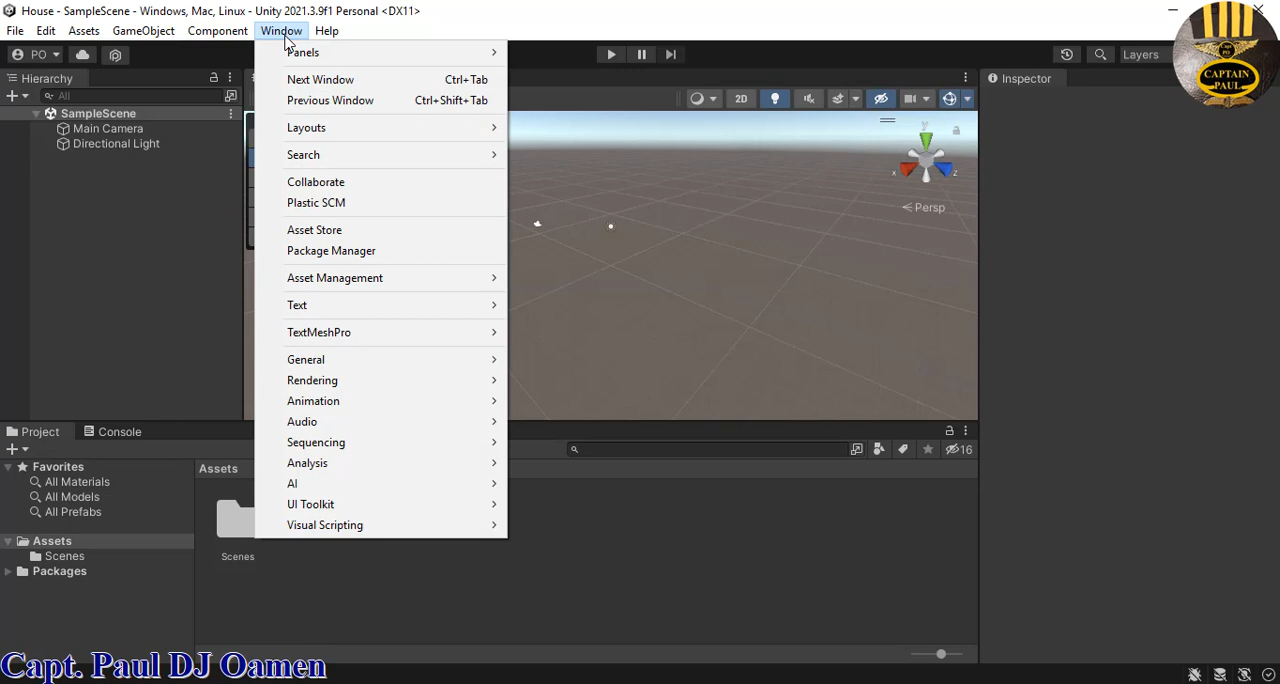 House - SampleScene - Windows, Mac, Linux - Unity 2021.3.9f1 Personal <DX11>
File Edit Assets GameObject Component Window Help
PO Layers
Hierarchy
All
SampleScene
Main Camera
Directional Light
Panels
Next Window Ctrl+Tab
Previous Window Ctrl+Shift+Tab
Layouts
Search
Collaborate
Plastic SCM
Asset Store
Package Manager
Asset Management
Text
TextMeshPro
General
Rendering
Animation
Audio
Sequencing
Analysis
AI
UI Toolkit
Visual Scripting
2D
y
x
z
Persp
Inspector
CAPTAIN
PAUL
Project Console
16
Favorites
All Materials
All Models
All Prefabs
Assets
Scenes
Packages
Assets
Scenes
Capt. Paul DJ Oamen